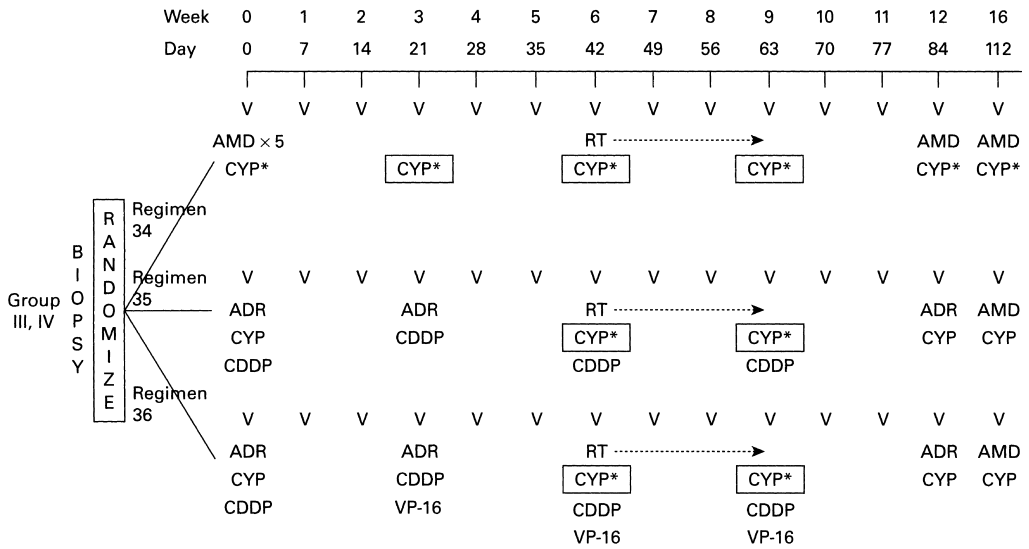 Week 0 1 2 3 4 5 6 7 8 9 10 11 12 16
Day 0 7 14 21 28 35 42 49 56 63 70 77 84 112
V V V V V V V V V V V V V V
AMD × 5 RT AMD AMD
CYP* CYP* CYP* CYP* CYP* CYP*
Group
III, IV
BIOPSY
RANDOMIZE
Regimen
34
Regimen
35
Regimen
36
V V V V V V V V V V V V V V
ADR ADR RT ADR AMD
CYP CDDP CYP* CYP* CYP CYP
CDDP CDDP CDDP
V V V V V V V V V V V V V V
ADR ADR RT ADR AMD
CYP CDDP CYP* CYP* CYP CYP
CDDP VP-16 CDDP CDDP
VP-16 VP-16